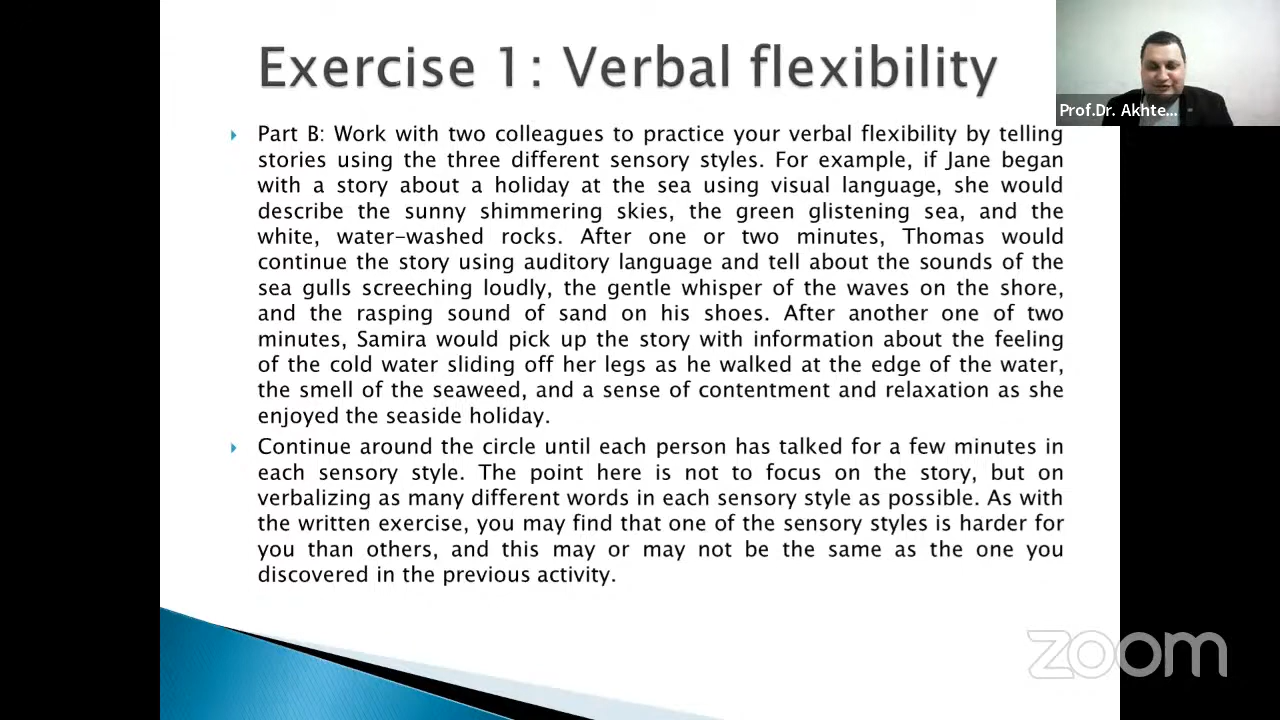 Exercise 1: Verbal flexibility
Prof.Dr. Akhte...
Part B: Work with two colleagues to practice your verbal flexibility by telling
stories using the three different sensory styles. For example, if Jane began
with a story about a holiday at the sea using visual language, she would
describe the sunny shimmering skies, the green glistening sea, and the
white, water-washed rocks. After one or two minutes, Thomas would
continue the story using auditory language and tell about the sounds of the
sea gulls screeching loudly, the gentle whisper of the waves on the shore,
and the rasping sound of sand on his shoes. After another one of two
minutes, Samira would pick up the story with information about the feeling
of the cold water sliding off her legs as he walked at the edge of the water,
the smell of the seaweed, and a sense of contentment and relaxation as she
enjoyed the seaside holiday.
Continue around the circle until each person has talked for a few minutes in
each sensory style. The point here is not to focus on the story, but on
verbalizing as many different words in each sensory style as possible. As with
the written exercise, you may find that one of the sensory styles is harder for
you than others, and this may or may not be the same as the one you
discovered in the previous activity.
zoom